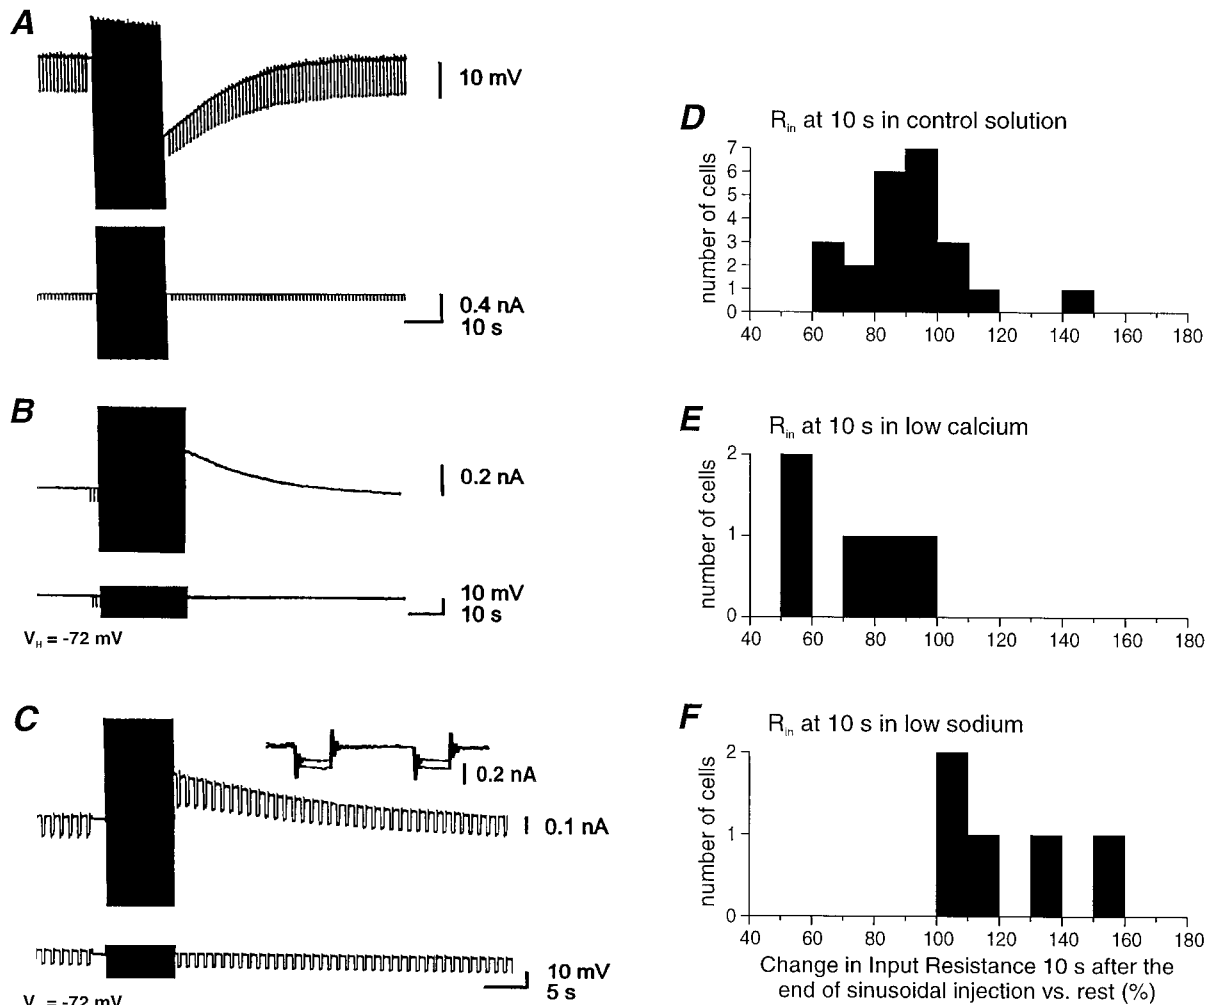 A
10 mV
0.4 nA
10 s
B
0.2 nA
10 mV
10 s
V_H = -72 mV
C
0.2 nA
0.1 nA
10 mV
5 s
= -72 mV
D
R_in at 10 s in control solution
number of cells
7
6
5
4
3
2
1
0
40 60 80 100 120 140 160 180
E
R_in at 10 s in low calcium
number of cells
2
1
0
40 60 80 100 120 140 160 180
F
R_in at 10 s in low sodium
number of cells
2
1
0
40 60 80 100 120 140 160 180
Change in Input Resistance 10 s after the
end of sinusoidal injection vs. rest (%)